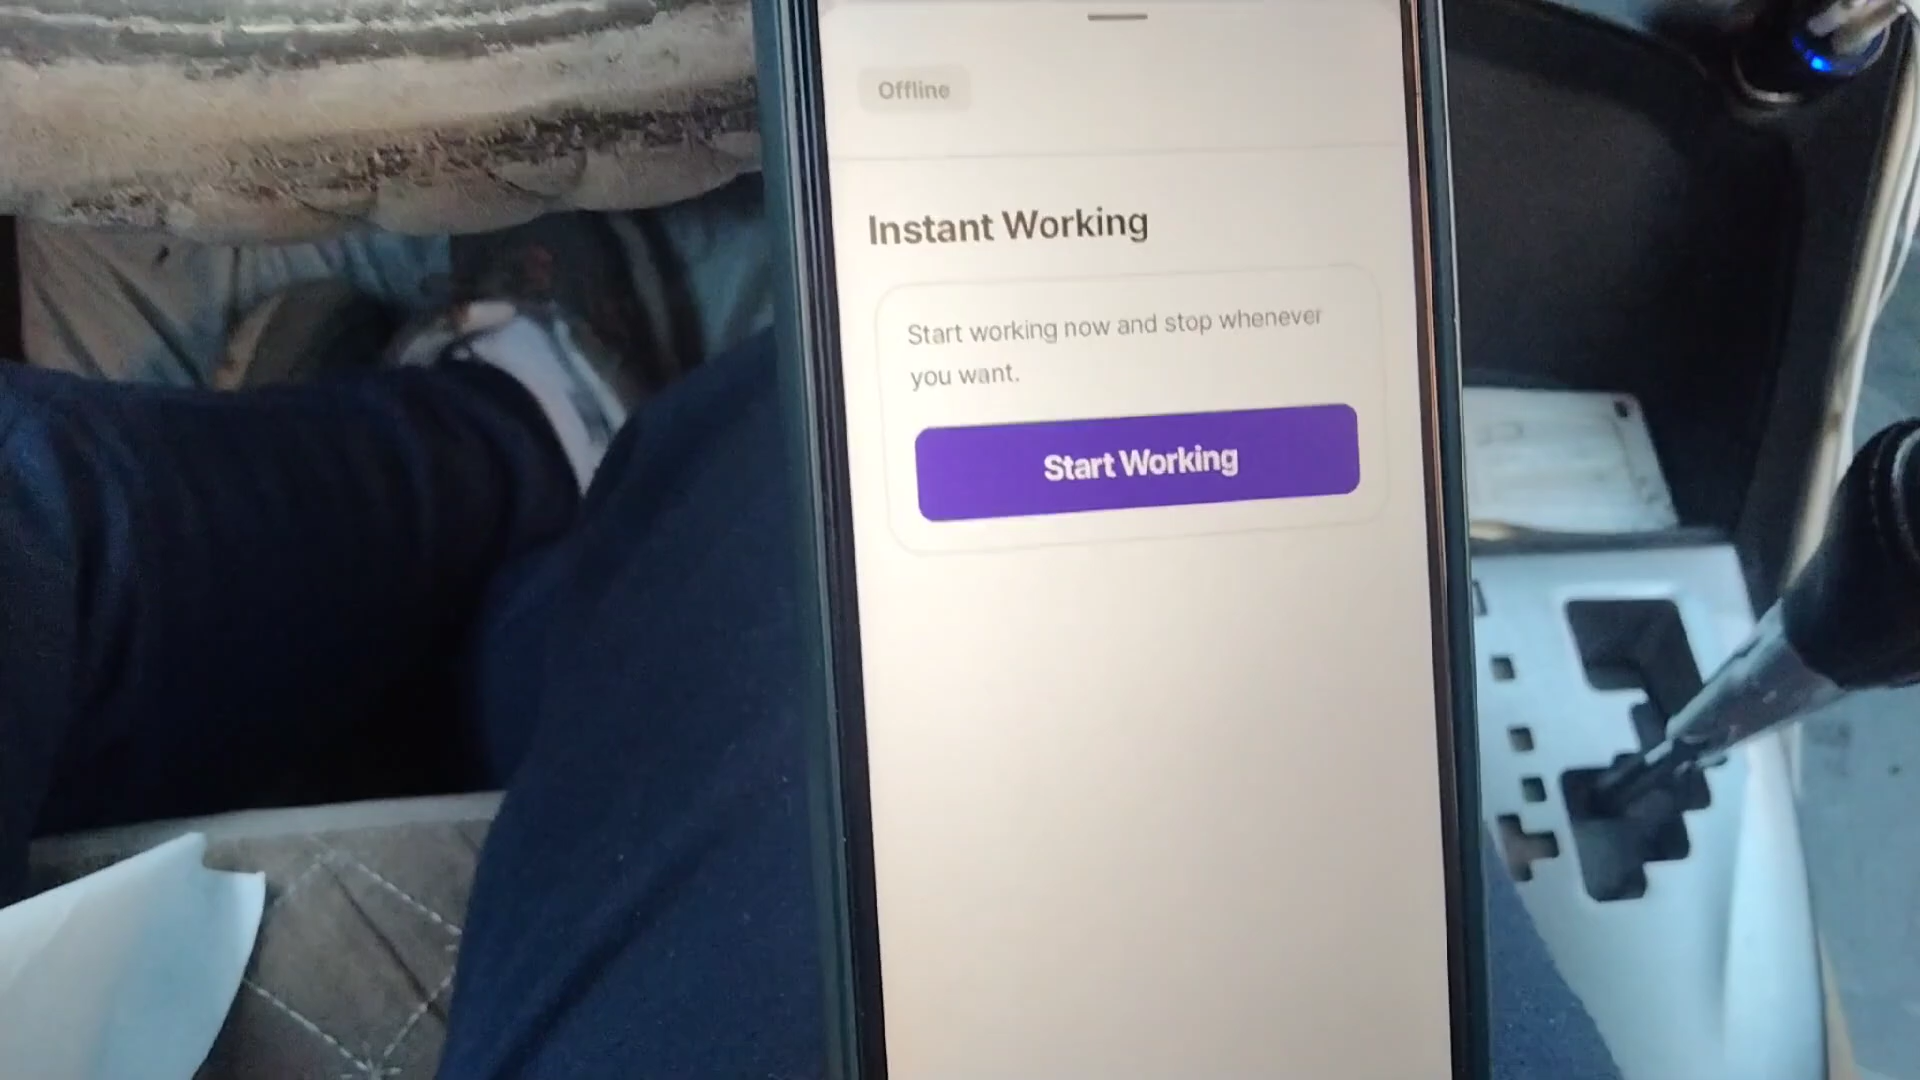 Offline
Instant Working
Start working now and stop whenever
you want.
Start Working